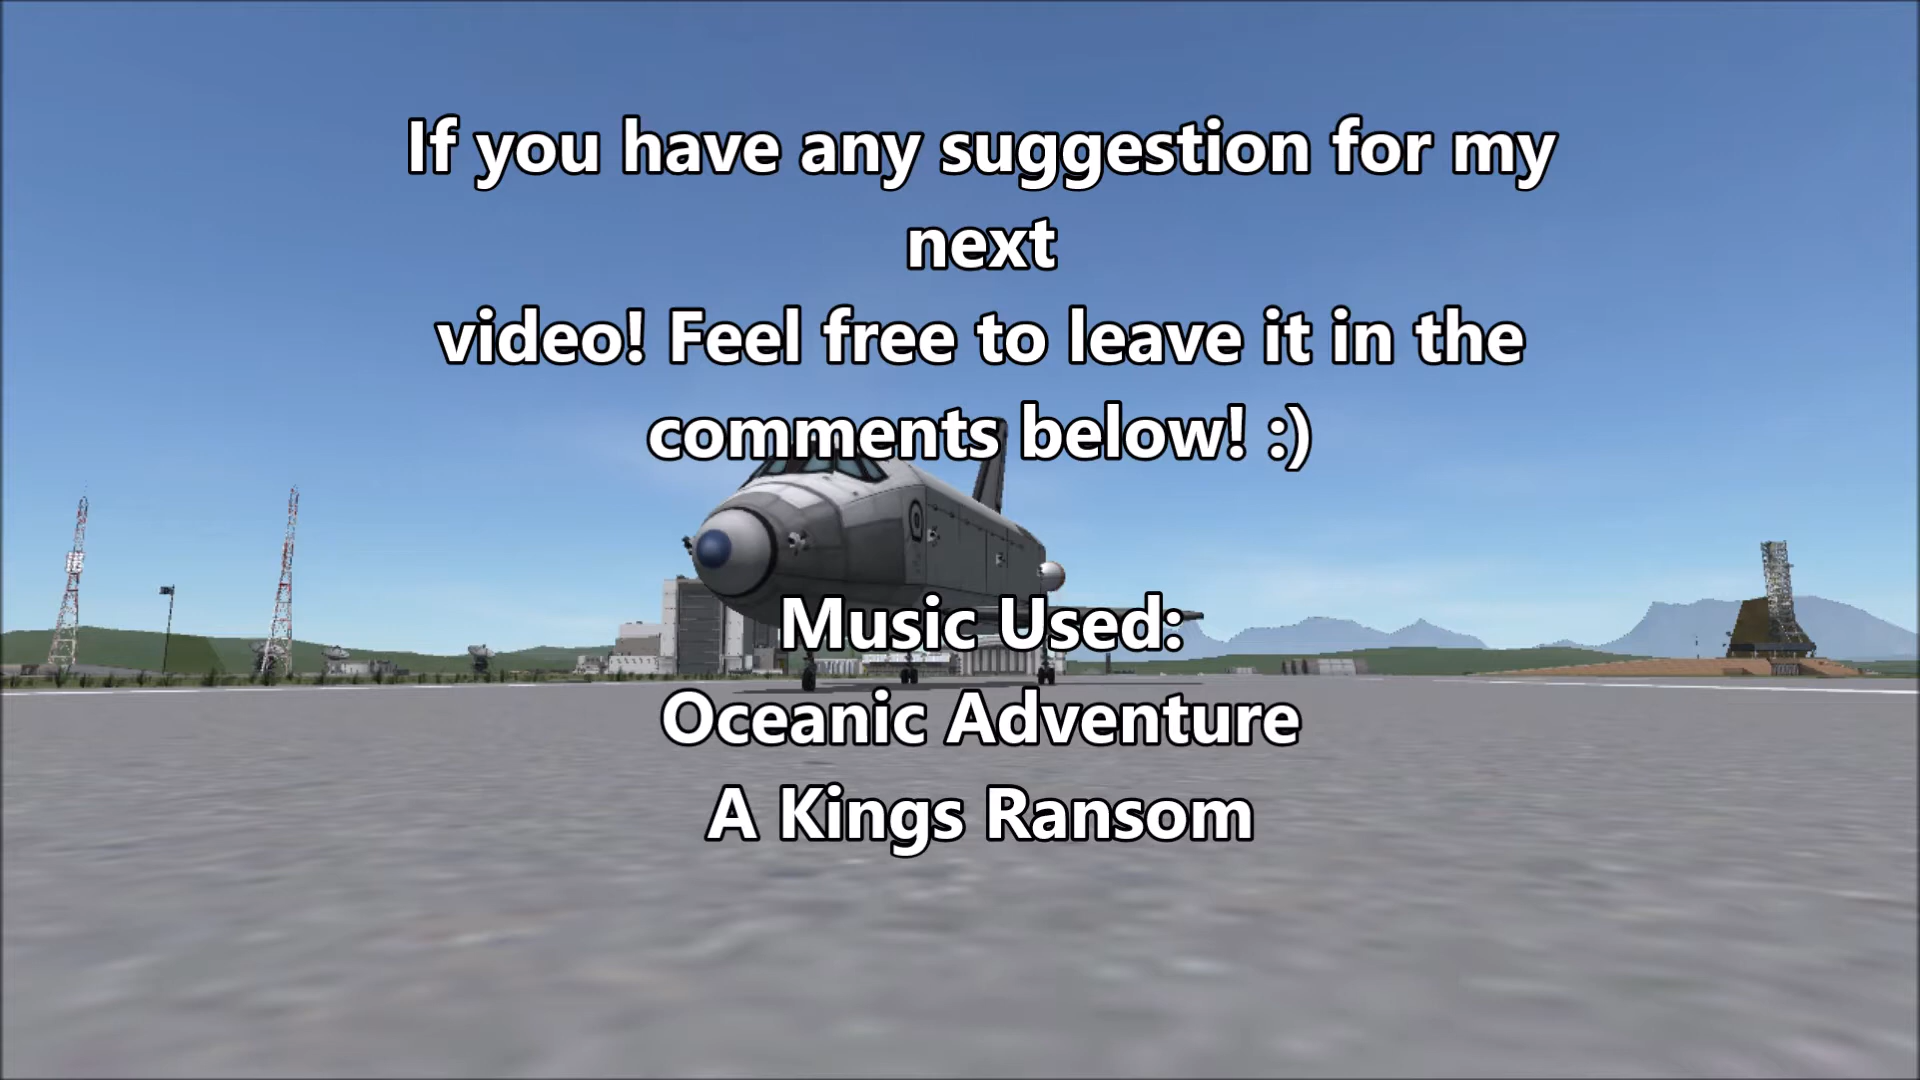 If you have any suggestion for my
next
video! Feel free to leave it in the
comments below! :)
Music Used:
Oceanic Adventure
A Kings Ransom